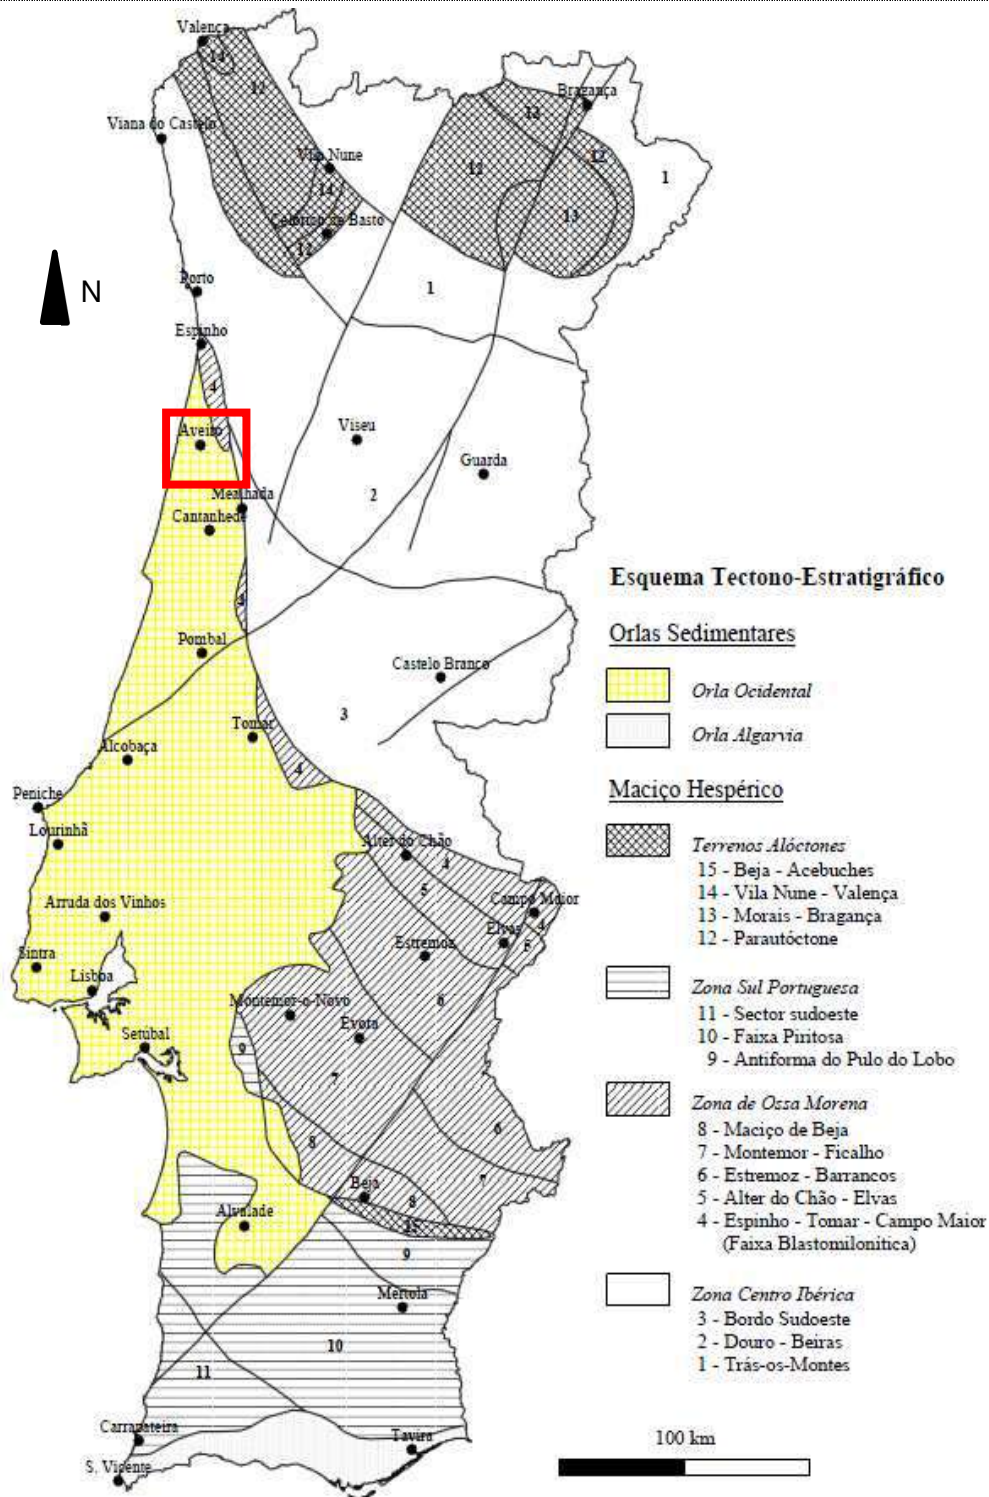 Valença
14
12
Bragança
12
Viana do Castelo
Vila Nune
12
12
1
14
13
Celorico de Basto
12
Porto
N
1
Espinho
4
Aveiro
Viseu
Guarda
2
Mealhada
Cantanhede
Pombal
Castelo Branco
3
Tomar
Alcobaça
4
Peniche
Lourinhã
Alter do Chão
4
5
Campo Maior
Arruda dos Vinhos
4
Elvas
Estremoz
5
Sintra
Lisboa
6
Montemor-o-Novo
Évora
Setúbal
9
7
6
8
7
Beja
8
Alvalade
15
9
Mértola
10
11
Carrapateira
Tavira
S. Vicente
Esquema Tectono-Estratigráfico
Orlas Sedimentares
Orla Ocidental
Orla Algarvia
Maciço Hespérico
Terrenos Alóctones
15 - Beja - Acebuches
14 - Vila Nune - Valença
13 - Morais - Bragança
12 - Parautóctone
Zona Sul Portuguesa
11 - Sector sudoeste
10 - Faixa Piritosa
9 - Antiforma do Pulo do Lobo
Zona de Ossa Morena
8 - Maciço de Beja
7 - Montemor - Ficalho
6 - Estremoz - Barrancos
5 - Alter do Chão - Elvas
4 - Espinho - Tomar - Campo Maior
(Faixa Blastomilonítica)
Zona Centro Ibérica
3 - Bordo Sudoeste
2 - Douro - Beiras
1 - Trás-os-Montes
100 km